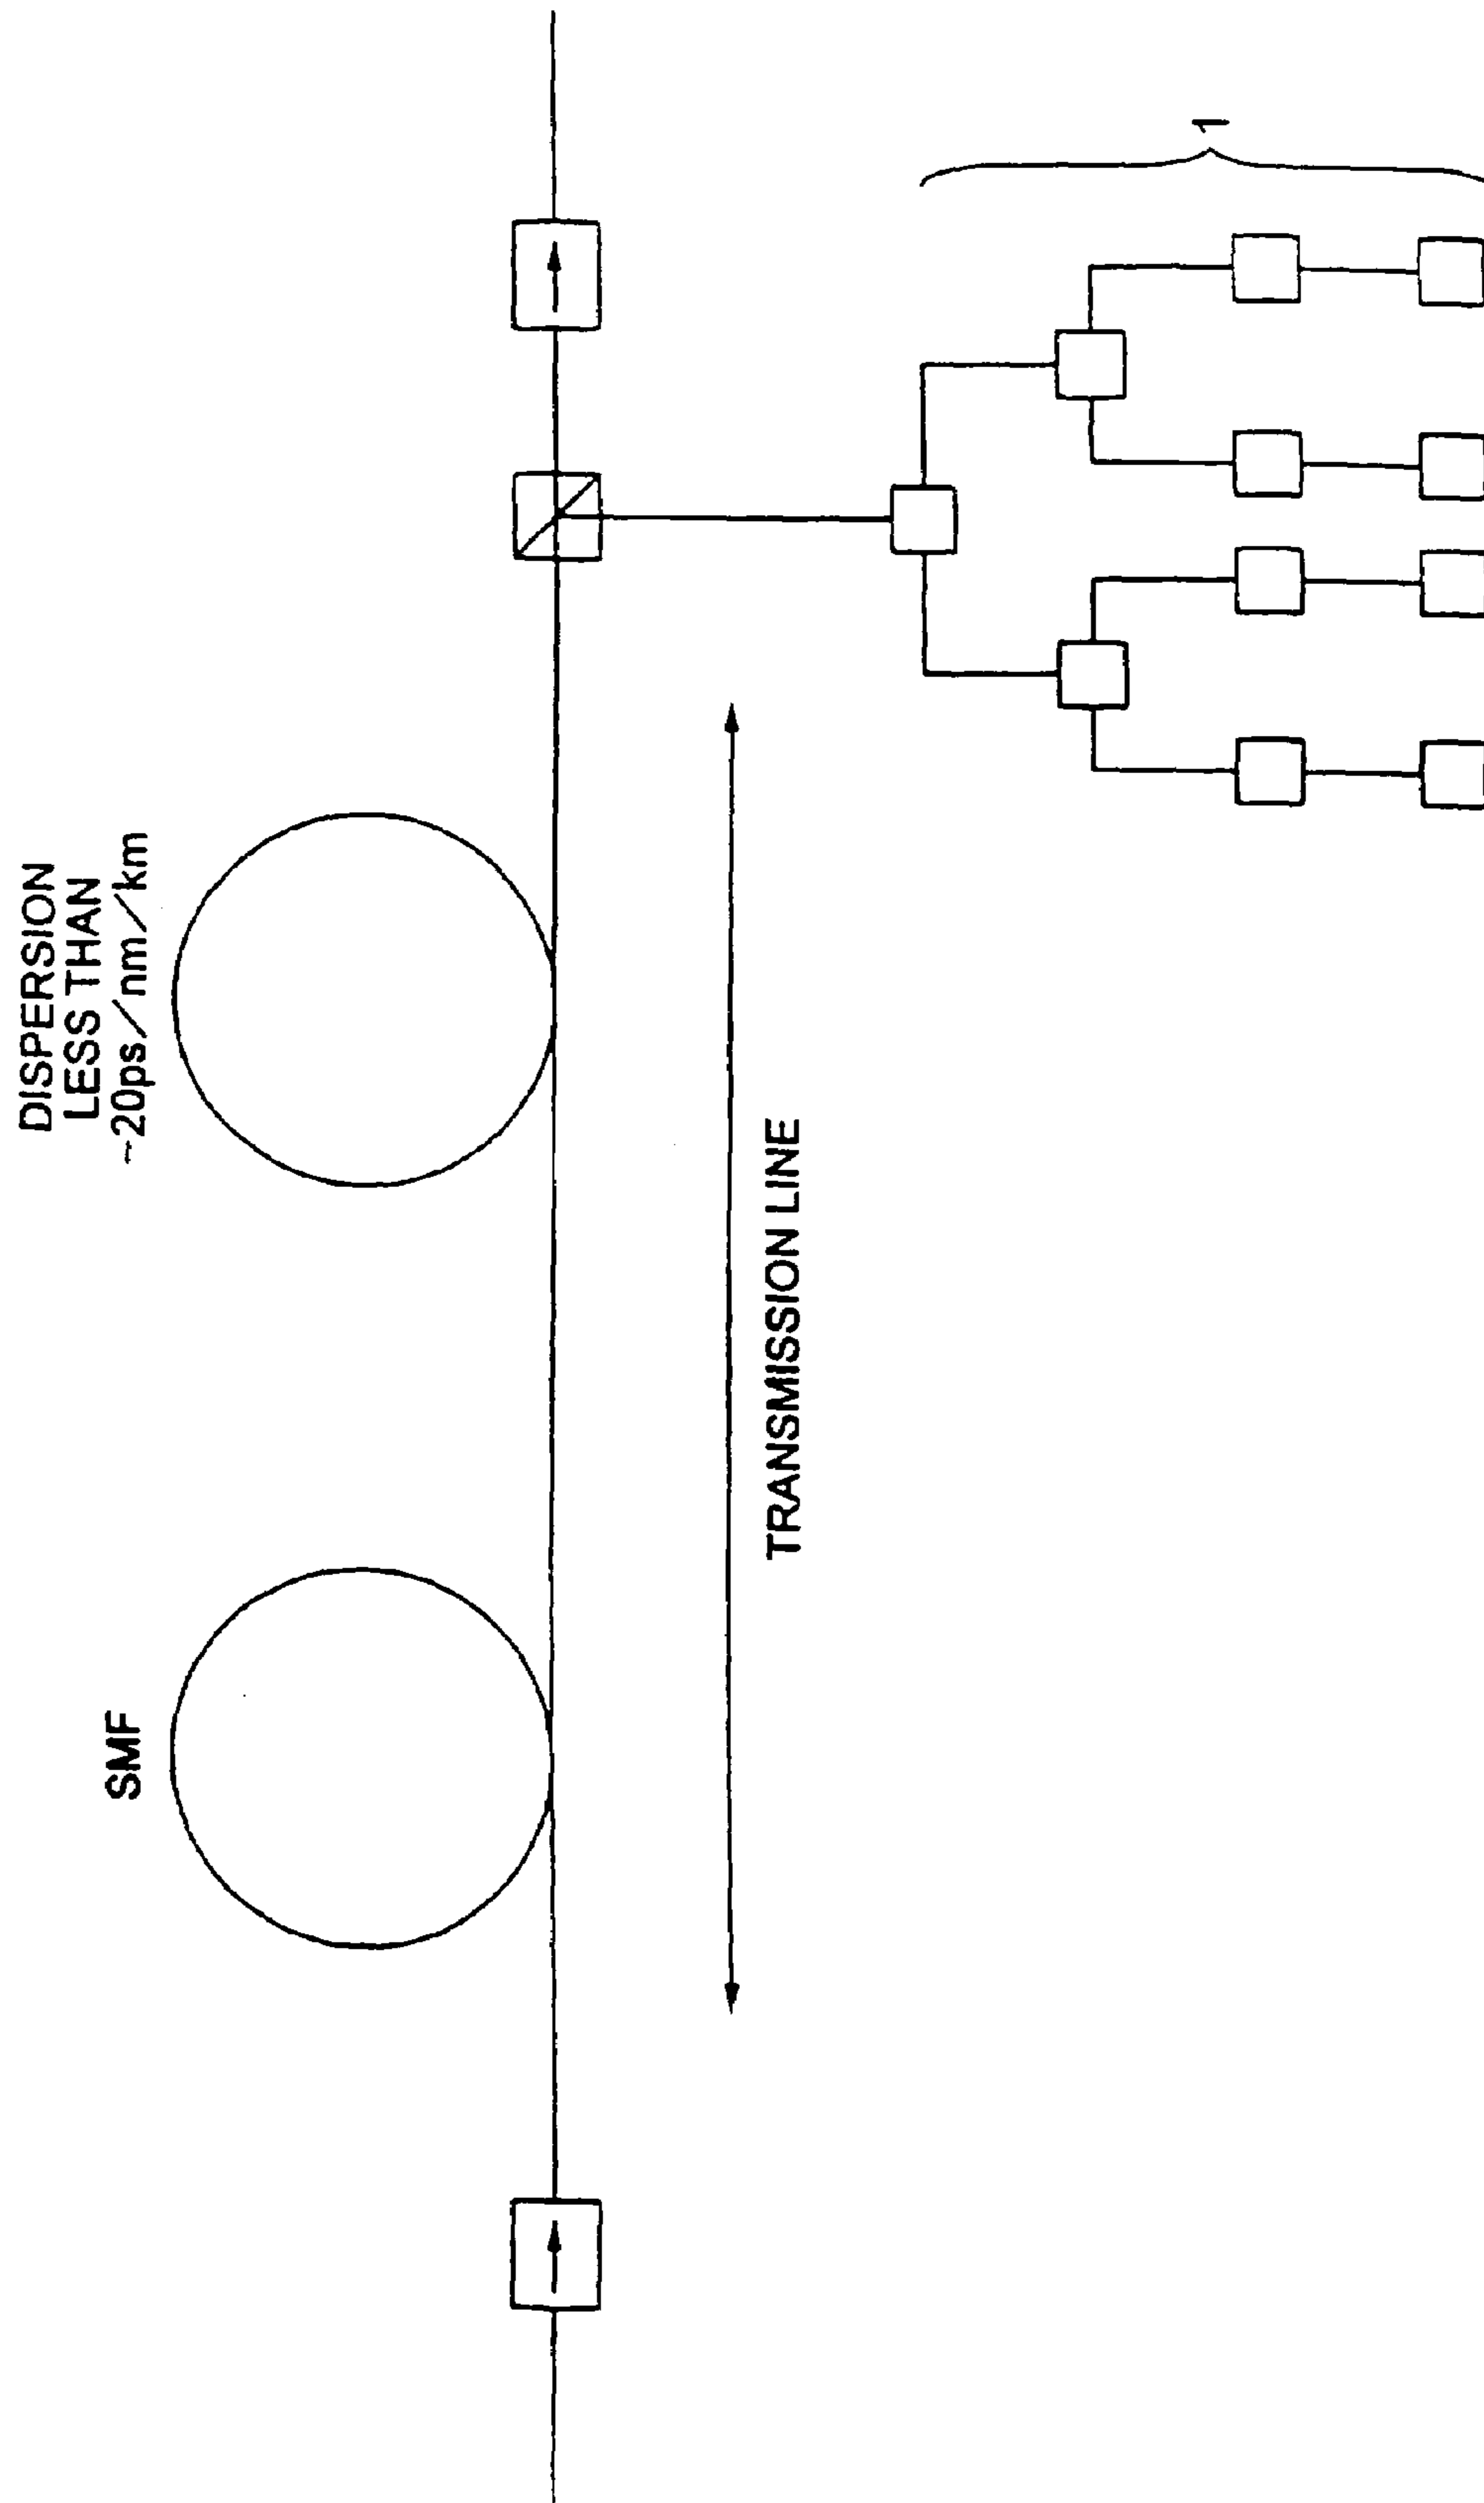 SMF
DISPERSION
LESS THAN
-20ps/nm/km
TRANSMISSION LINE
1